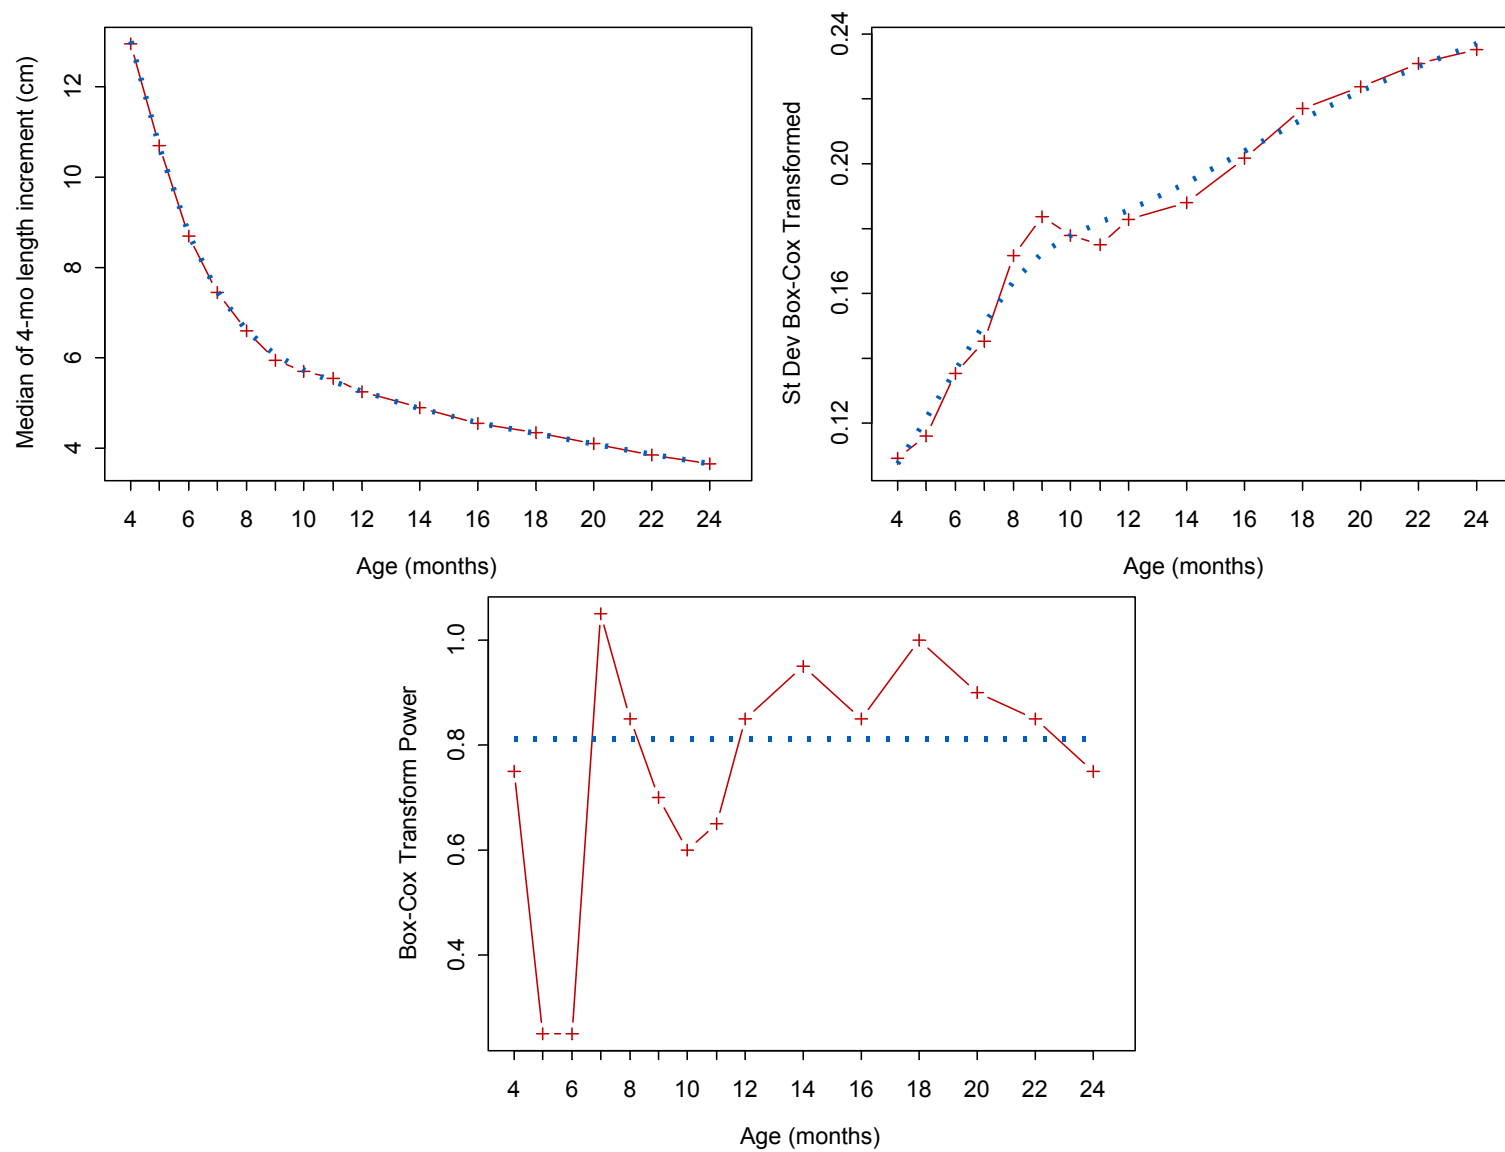 Median of 4-mo length increment (cm)
12
10
8
6
4
4 6 8 10 12 14 16 18 20 22 24
Age (months)
St Dev Box-Cox Transformed
0.24
0.20
0.16
0.12
4 6 8 10 12 14 16 18 20 22 24
Age (months)
Box-Cox Transform Power
1.0
0.8
0.6
0.4
4 6 8 10 12 14 16 18 20 22 24
Age (months)